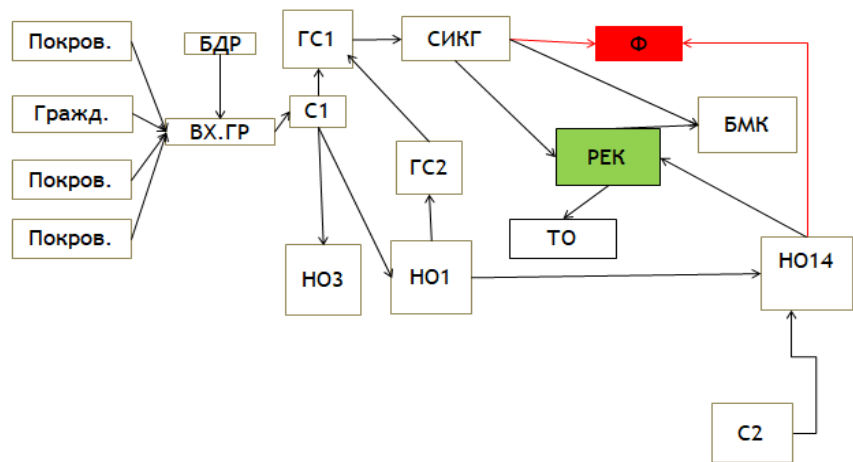 Покров.
БДР
ГС1
СИКГ
Ф
Гражд.
ВХ.ГР
С1
БМК
РЕК
ГС2
Покров.
Покров.
ТО
НО3
НО1
НО14
С2